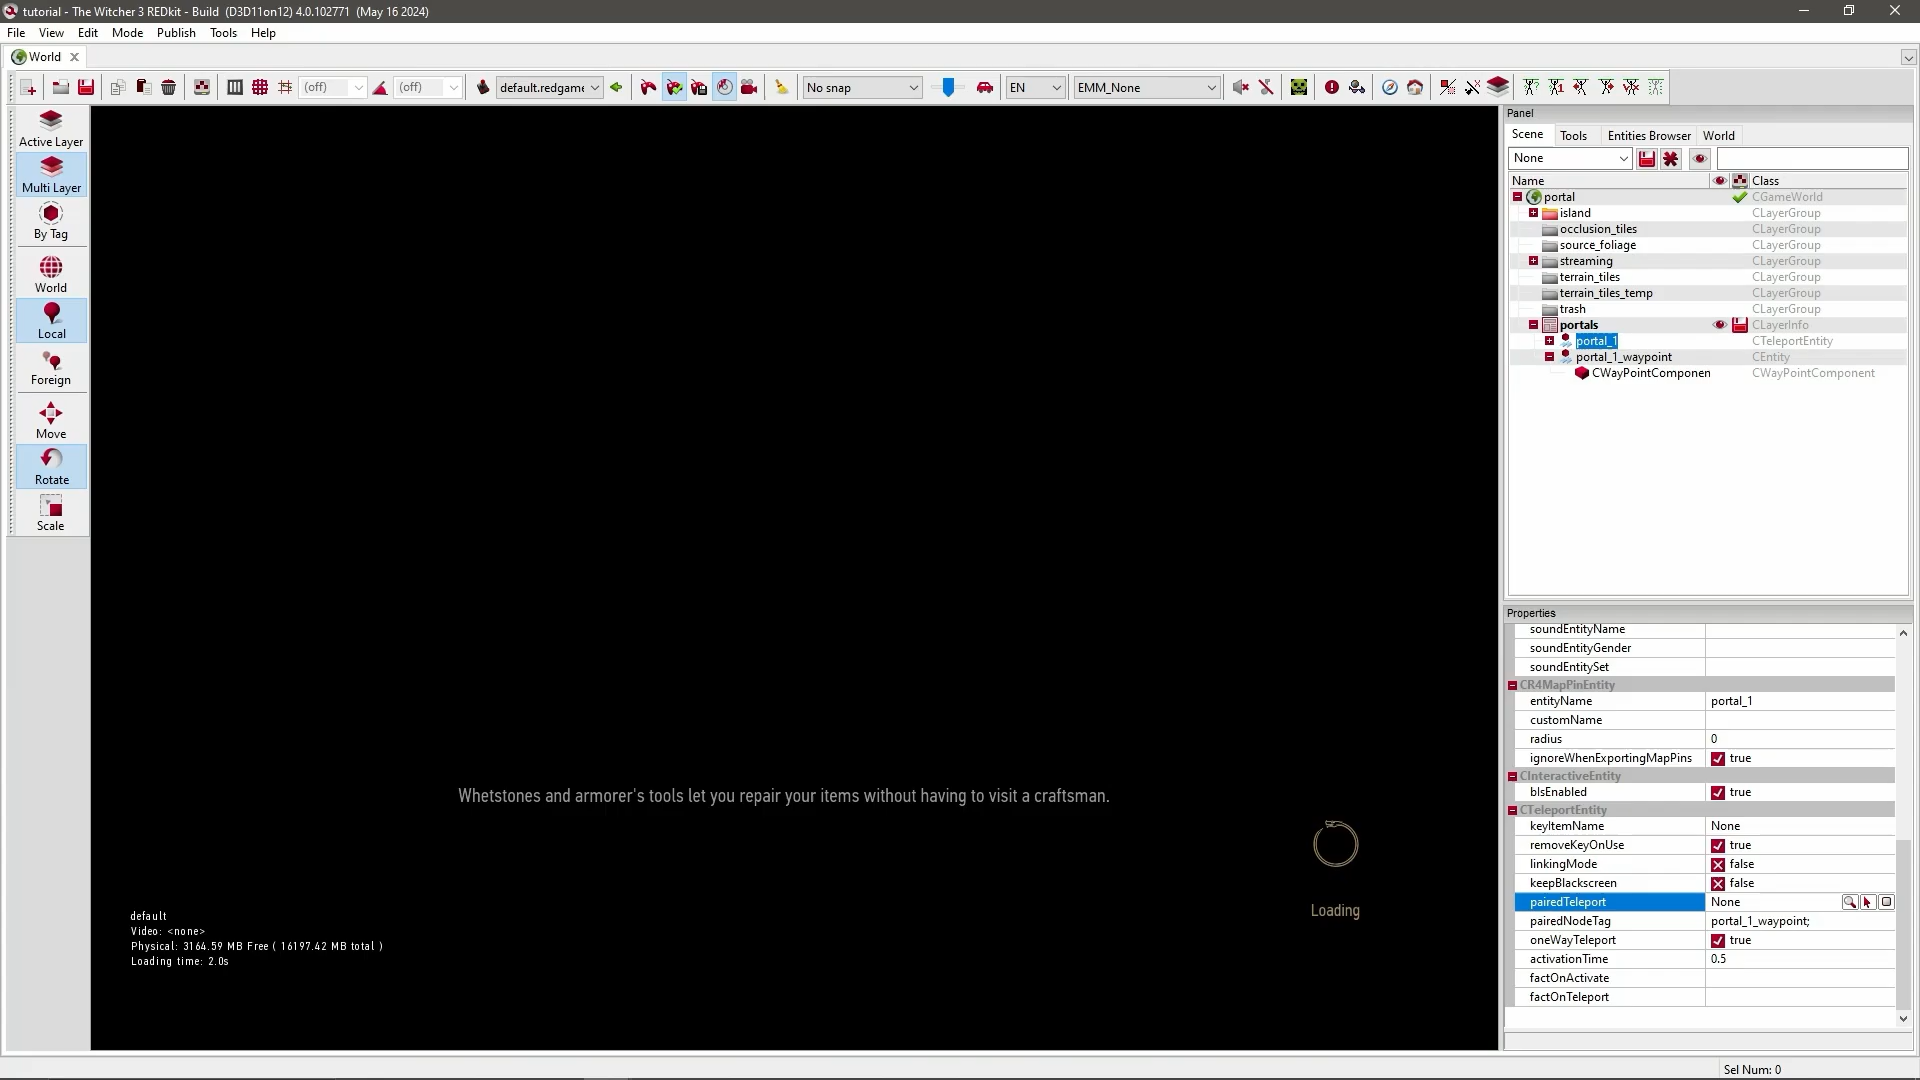 tutorial - The Witcher 3 REDkit - Build  (D3D11on12) 4.0.102771  (May 16 2024)
File View Edit Mode Publish Tools Help
World
(off) (off) default.redgame No snap EN EMM_None
Active Layer
Multi Layer
By Tag
World
Local
Foreign
Move
Rotate
Scale
Whetstones and armorer's tools let you repair your items without having to visit a craftsman.
Loading
default
Video: <none>
Physical: 3164.59 MB Free ( 16197.42 MB total )
Loading time: 2.0s
Panel
Scene Tools Entities Browser World
None
Name Class
portal CGameWorld
island CLayerGroup
occlusion_tiles CLayerGroup
source_foliage CLayerGroup
streaming CLayerGroup
terrain_tiles CLayerGroup
terrain_tiles_temp CLayerGroup
trash CLayerGroup
portals CLayerInfo
portal_1 CTeleportEntity
portal_1_waypoint CEntity
CWayPointComponen CWayPointComponent
Properties
soundEntityName
soundEntityGender
soundEntitySet
CR4MapPinEntity
entityName portal_1
customName
radius 0
ignoreWhenExportingMapPins true
CInteractiveEntity
bIsEnabled true
CTeleportEntity
keyItemName None
removeKeyOnUse true
linkingMode false
keepBlackscreen false
pairedTeleport None
pairedNodeTag portal_1_waypoint;
oneWayTeleport true
activationTime 0.5
factOnActivate
factOnTeleport
Sel Num: 0